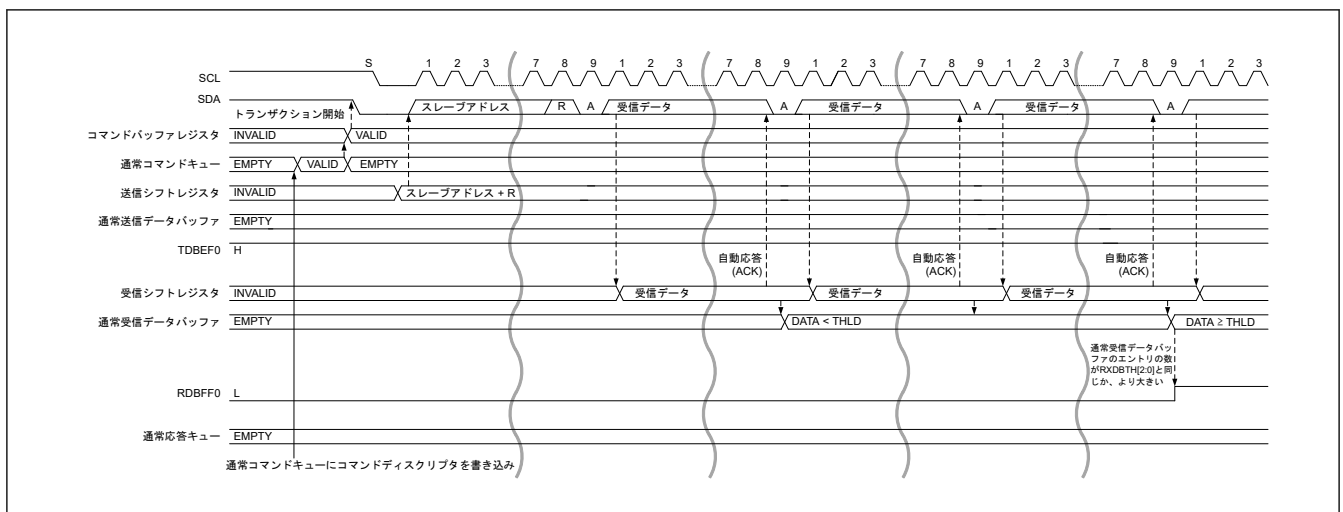 S 1 2 3 7 8 9 1 2 3 7 8 9 1 2 3 7 8 9 1 2 3 7 8 9 1 2 3
SCL
SDA スレーブアドレス R A 受信データ A 受信データ A 受信データ A
トランザクション開始
コマンドバッファレジスタ INVALID VALID
通常コマンドキュー EMPTY VALID EMPTY
送信シフトレジスタ INVALID スレーブアドレス + R
通常送信データバッファ EMPTY
TDBEF0 H
自動応答 自動応答 自動応答
(ACK) (ACK) (ACK)
受信シフトレジスタ INVALID 受信データ 受信データ 受信データ
通常受信データバッファ EMPTY DATA < THLD DATA ≥ THLD
通常受信データバッ
ファのエントリの数
がRXDBTH[2:0]と同
じか、より大きい
RDBFF0 L
通常応答キュー EMPTY
通常コマンドキューにコマンドディスクリプタを書き込み